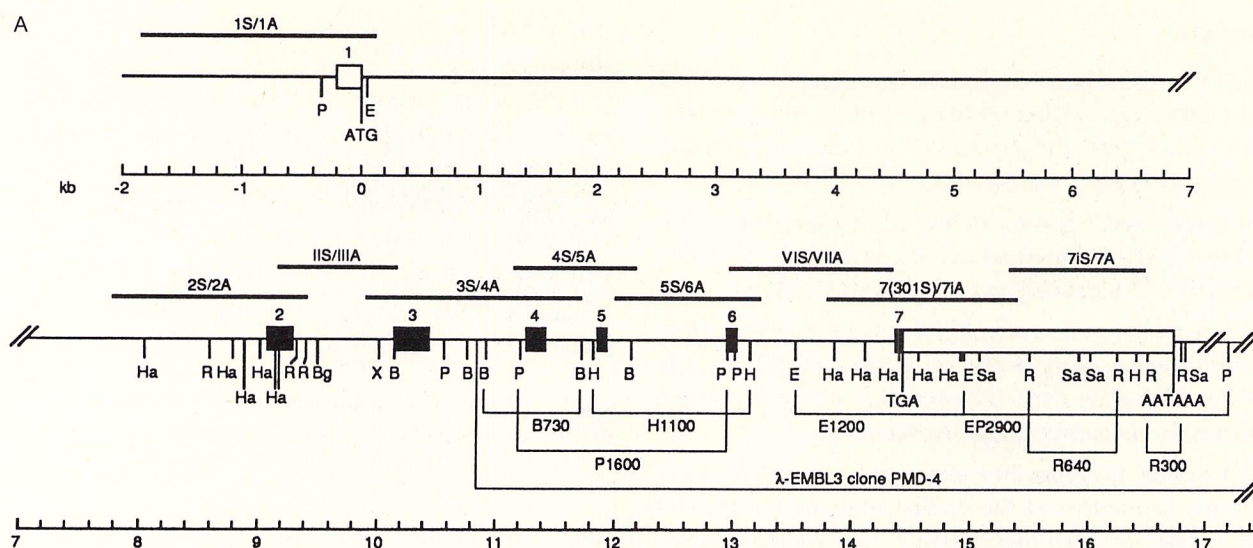 A
1S/1A
1
P E
ATG
kb -2 -1 0 1 2 3 4 5 6 7
IIS/IIIA 4S/5A VIS/VIIA 7iS/7A
2S/2A 3S/4A 5S/6A 7(301S)/7IA
2 3 4 5 6 7
Ha R Ha Ha R R Bg X B P B B P B H B P P H E Ha Ha Ha Ha Ha E Sa R Sa Sa R H R R Sa P
Ha Ha TGA AATAAA
B730 H1100 E1200 EP2900
P1600 R640 R300
λ-EMBL3 clone PMD-4
7 8 9 10 11 12 13 14 15 16 17